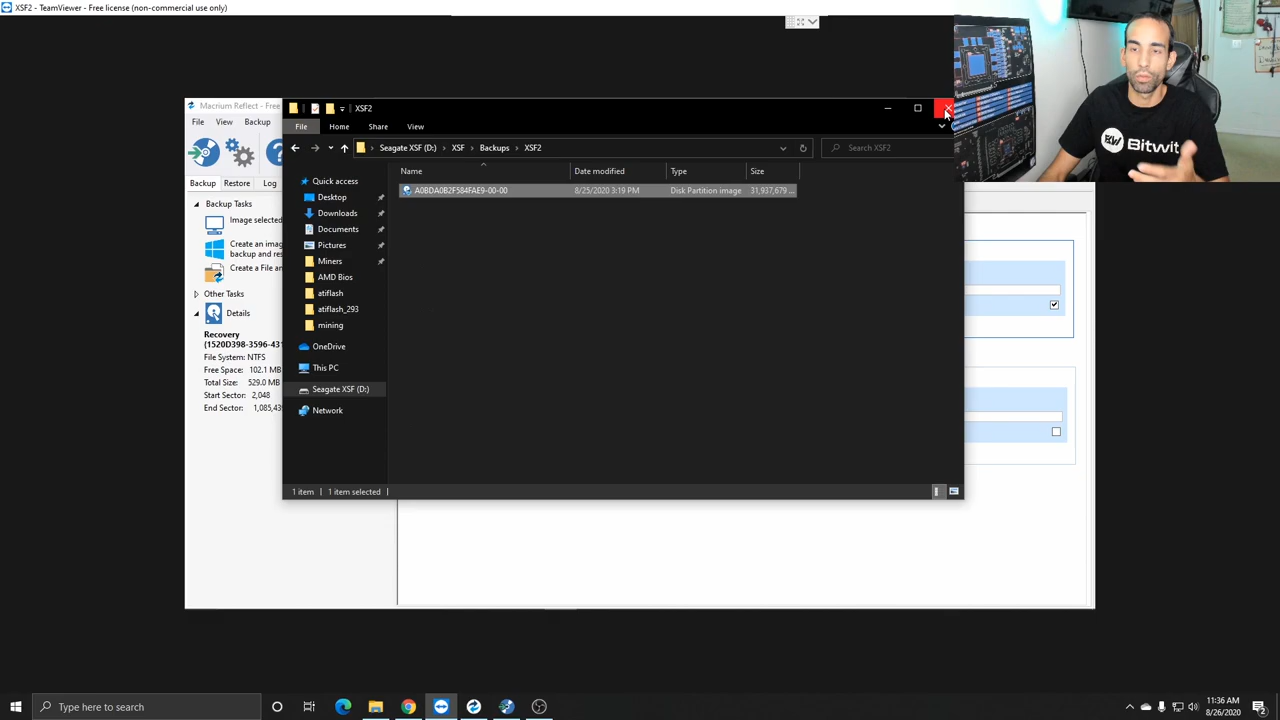 XSF2 - TeamViewer - Free license (non-commercial use only)
Macrium Reflect - Free
File View Backup
Backup Restore Log
Backup Tasks
Image selected
Create an imag
backup and res
Create a File an
Other Tasks
Details
Recovery
(1520D398-3596-431
File System: NTFS
Free Space: 102.1 MB
Total Size: 529.0 MB
Start Sector: 2,048
End Sector: 1,085,43
XSF2
File Home Share View
Seagate XSF (D:) > XSF > Backups > XSF2
Search XSF2
Name Date modified Type Size
A0BDA0B2F584FAE9-00-00 8/25/2020 3:19 PM Disk Partition image 31,937,679 ...
Quick access
Desktop
Downloads
Documents
Pictures
Miners
AMD Bios
atiflash
atiflash_293
mining
OneDrive
This PC
Seagate XSF (D:)
Network
1 item 1 item selected
Bitwit
Type here to search
11:36 AM
8/26/2020
2